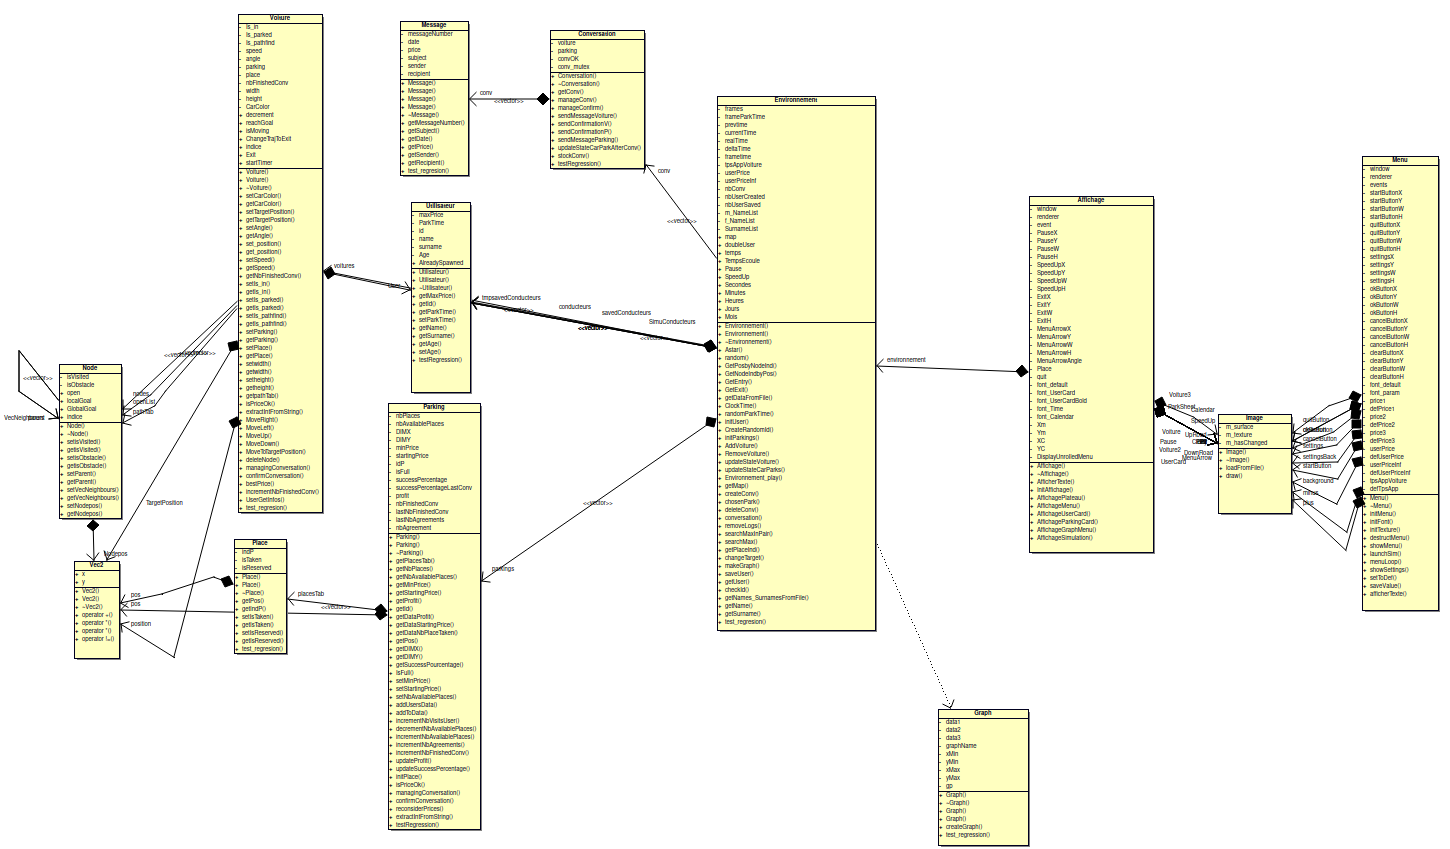 Voiture
- is_in
- is_parked
- is_pathfind
- speed
- angle
- parking
- place
- nbFinishedConv
- width
- height
- CarColor
+ decrement
+ reachGoal
+ isMoving
+ ChangeTrajToExit
+ indice
+ Exit
+ startTimer
+ Voiture()
+ Voiture()
+ ~Voiture()
+ setCarColor()
+ getCarColor()
+ setTargetPosition()
+ getTargetPosition()
+ setAngle()
+ getAngle()
+ set_position()
+ get_position()
+ setSpeed()
+ getSpeed()
+ getNbFinishedConv()
+ setIs_in()
+ getIs_in()
+ setIs_parked()
+ getIs_parked()
+ setIs_pathfind()
+ getIs_pathfind()
+ setParking()
+ getParking()
+ setPlace()
+ getPlace()
+ setwidth()
+ getwidth()
+ setheight()
+ getheight()
+ getpathTab()
+ isPriceOk()
+ extractIntFromString()
+ MoveRight()
+ MoveLeft()
+ MoveUp()
+ MoveDown()
+ MoveToTargetPosition()
+ deleteNode()
+ managingConversation()
+ confirmConversation()
+ bestPrice()
+ incrementNbFinishedConv()
+ UserGetInfos()
+ test_regresion()
Message
- messageNumber
- date
- price
- subject
- sender
- recipient
+ Message()
+ Message()
+ Message()
+ Message()
+ ~Message()
+ getMessageNumber()
+ getSubject()
+ getDate()
+ getPrice()
+ getSender()
+ getRecipient()
+ test_regresion()
conv
<<vector>>
Conversation
- voiture
- parking
- convOK
- conv_mutex
+ Conversation()
+ ~Conversation()
+ getConv()
+ manageConv()
+ manageConfirm()
+ sendMessageVoiture()
+ sendConfirmationV()
+ sendConfirmationP()
+ sendMessageParking()
+ updateStateCarParkAfterConv()
+ stockConv()
+ testRegression()
conv
<<vector>>
Utilisateur
- maxPrice
- ParkTime
- id
- name
- surname
- Age
+ AlreadySpawned
+ Utilisateur()
+ Utilisateur()
+ ~Utilisateur()
+ getMaxPrice()
+ getId()
+ getParkTime()
+ setParkTime()
+ getName()
+ getSurname()
+ getAge()
+ setAge()
+ testRegression()
voitures
tmpsavedConducteurs
conducteurs
savedConducteurs
SimuConducteurs
<<vector>>
Environnement
- frames
- frameParkTime
- prevtime
- currentTime
- realTime
- deltaTime
- frametime
- tpsAppVoiture
- userPrice
- userPriceInf
- nbConv
- nbUserCreated
- nbUserSaved
- m_NameList
- f_NameList
- SurnameList
+ map
+ doubleUser
+ temps
+ TempsEcoule
+ Pause
+ SpeedUp
+ Secondes
+ Minutes
+ Heures
+ Jours
+ Mois
+ Environnement()
+ Environnement()
+ ~Environnement()
+ Astar()
+ random()
+ GetPosbyNodeInd()
+ GetNodeIndbyPos()
+ GetEntry()
+ GetExit()
+ getDataFromFile()
+ ClockTime()
+ randomParkTime()
+ initUser()
+ CreateRandomId()
+ initParkings()
+ AddVoiture()
+ RemoveVoiture()
+ updateStateVoiture()
+ updateStateCarParks()
+ Environnement_play()
+ getMap()
+ createConv()
+ chosenPark()
+ deleteConv()
+ conversation()
+ removeLogs()
+ searchMaxInPair()
+ searchMax()
+ getPlaceInd()
+ changeTarget()
+ makeGraph()
+ saveUser()
+ getUser()
+ checkId()
+ getNames_SurnamesFromFile()
+ getName()
+ getSurname()
+ test_regresion()
environnement
Affichage
- window
- renderer
- event
- PauseX
- PauseY
- PauseW
- PauseH
- SpeedUpX
- SpeedUpY
- SpeedUpW
- SpeedUpH
- ExitX
- ExitY
- ExitW
- ExitH
- MenuArrowX
- MenuArrowY
- MenuArrowW
- MenuArrowH
- MenuArrowAngle
- Place
- quit
- font_default
- font_UserCard
- font_UserCardBold
- font_Time
- font_Calendar
- Xm
- Ym
- XC
- YC
- DisplayUnrolledMenu
+ Affichage()
+ ~Affichage()
+ AfficherTexte()
+ InitAffichage()
+ AffichagePlateau()
+ AffichageMenu()
+ AffichageUserCard()
+ AffichageParkingCard()
+ AffichageGraphMenu()
+ AffichageSimulation()
Voiture3
ParkSheet
Calendar
SpeedUp
Voiture
Pause
Voiture2
DownRoad
MenuArrow
UserCard
Image
- m_surface
- m_texture
- m_hasChanged
+ Image()
+ ~Image()
+ loadFromFile()
+ draw()
quitButton
cancelButton
settings
settingsBack
startButton
background
minus
plus
Menu
- window
- renderer
- events
- startButtonX
- startButtonY
- startButtonW
- startButtonH
- quitButtonX
- quitButtonY
- quitButtonW
- quitButtonH
- settingsX
- settingsY
- settingsW
- settingsH
- okButtonX
- okButtonY
- okButtonW
- okButtonH
- cancelButtonX
- cancelButtonY
- cancelButtonW
- cancelButtonH
- clearButtonX
- clearButtonY
- clearButtonW
- clearButtonH
- font_default
- font_param
- price1
- defPrice1
- price2
- defPrice2
- price3
- defPrice3
- userPrice
- defUserPrice
- userPriceInf
- defUserPriceInf
- tpsAppVoiture
- defTpsApp
+ Menu()
+ ~Menu()
+ initMenu()
+ initFont()
+ initTexture()
+ destructMenu()
+ showMenu()
+ launchSim()
+ menuLoop()
+ showSettings()
+ setToDef()
+ saveValue()
+ afficherTexte()
<<vector>>
VecNeighbours
Node
- isVisited
- isObstacle
+ open
+ localGoal
+ GlobalGoal
+ indice
+ Node()
+ ~Node()
+ setisVisited()
+ getisVisited()
+ setisObstacle()
+ getisObstacle()
+ setParent()
+ getParent()
+ setVecNeighbours()
+ getVecNeighbours()
+ setNodepos()
+ getNodepos()
nodes
openList
pathTab
TargetPosition
Nodepos
Vec2
+ x
+ y
+ Vec2()
+ Vec2()
+ ~Vec2()
+ operator +()
+ operator *()
+ operator *()
+ operator !=()
pos
pos
position
Place
- indP
- isTaken
- isReserved
+ Place()
+ Place()
+ ~Place()
+ getPos()
+ getIndP()
+ setIsTaken()
+ getIsTaken()
+ setIsReserved()
+ getIsReserved()
+ test_regresion()
placesTab
<<vector>>
Parking
- nbPlaces
- nbAvailablePlaces
- DIMX
- DIMY
- minPrice
- startingPrice
- idP
- isFull
- successPercentage
- successPercentageLastConv
- profit
- nbFinishedConv
- lastNbFinishedConv
- lastNbAgreements
- nbAgreement
+ Parking()
+ Parking()
+ ~Parking()
+ getPlacesTab()
+ getNbPlaces()
+ getNbAvailablePlaces()
+ getMinPrice()
+ getStartingPrice()
+ getProfit()
+ getId()
+ getDataProfit()
+ getDataStartingPrice()
+ getDataNbPlaceTaken()
+ getPos()
+ getDIMX()
+ getDIMY()
+ getSuccessPourcentage()
+ IsFull()
+ setMinPrice()
+ setStartingPrice()
+ setNbAvailablePlaces()
+ addUsersData()
+ addToData()
+ incrementNbVisitsUser()
+ decrementNbAvailablePlaces()
+ incrementNbAvailablePlaces()
+ incrementNbAgreements()
+ incrementNbFinishedConv()
+ updateProfit()
+ updateSuccessPercentage()
+ initPlace()
+ isPriceOk()
+ managingConversation()
+ confirmConversation()
+ reconsiderPrices()
+ extractIntFromString()
+ testRegression()
<<vector>>
parkings
Graph
- data1
- data2
- data3
- graphName
- xMin
- yMin
- xMax
- yMax
- gp
+ Graph()
+ ~Graph()
+ Graph()
+ Graph()
+ createGraph()
+ test_regression()